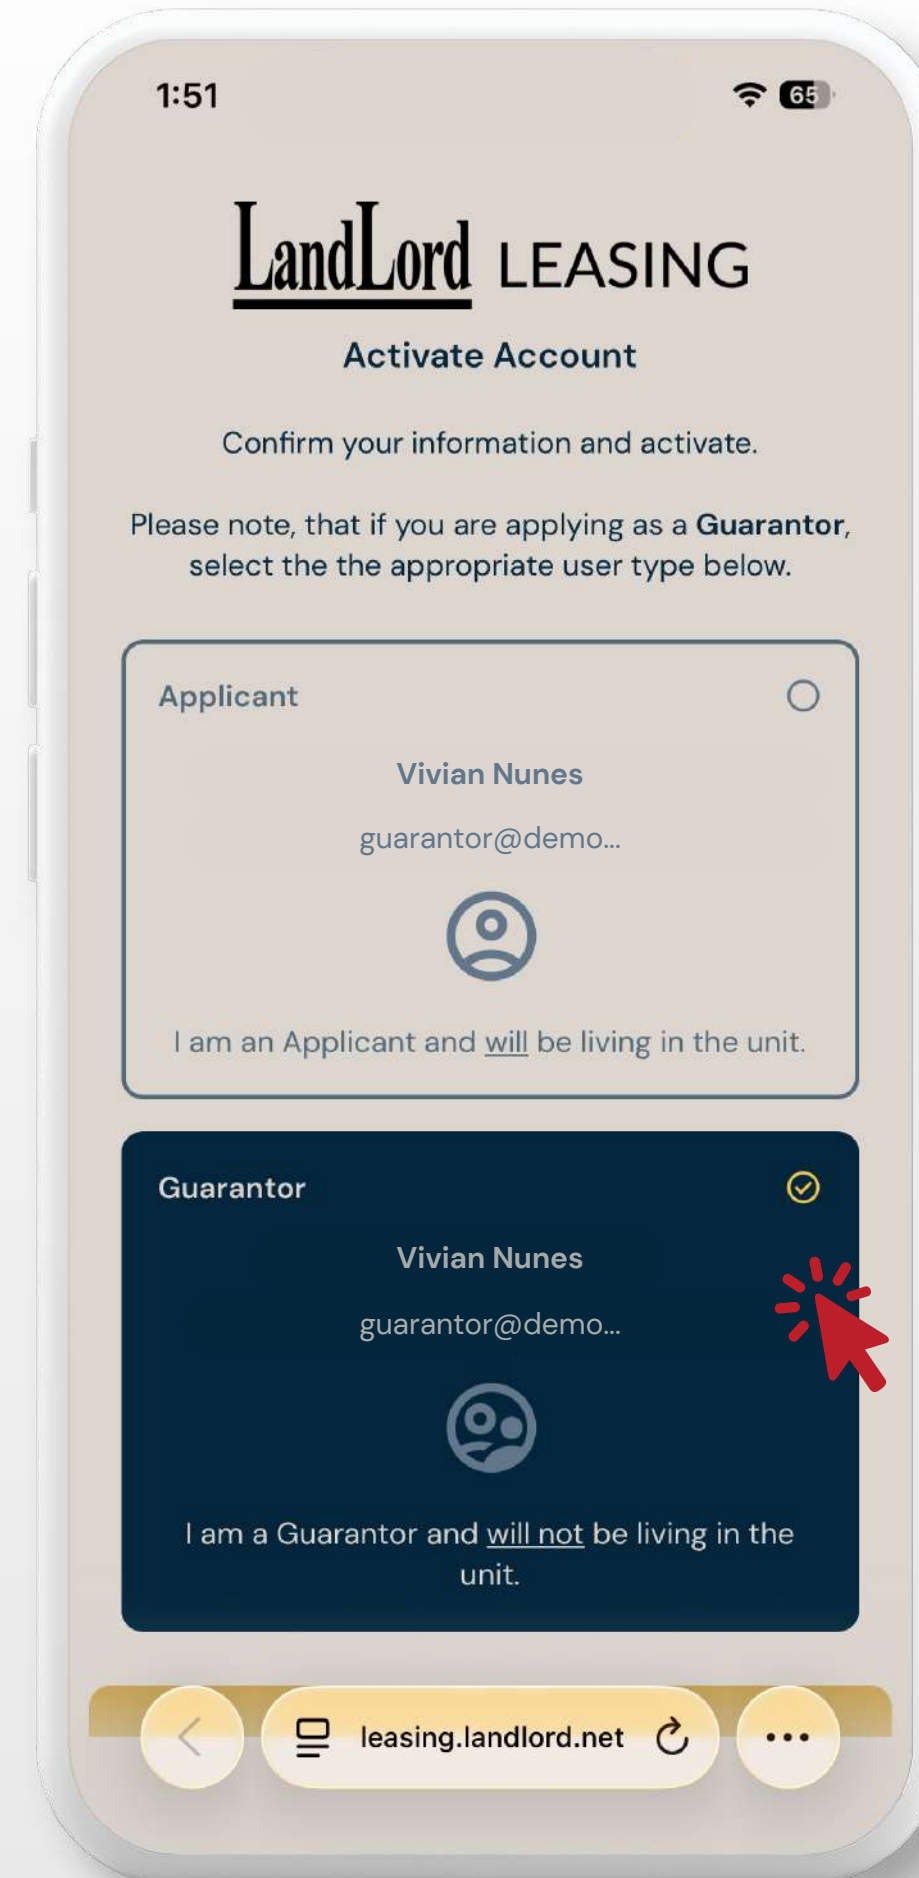 1:51
65
LandLord LEASING
Activate Account
Confirm your information and activate.
Please note, that if you are applying as a Guarantor,
select the the appropriate user type below.
Applicant
Vivian Nunes
guarantor@demo...
I am an Applicant and will be living in the unit.
Guarantor
Vivian Nunes
guarantor@demo...
I am a Guarantor and will not be living in the
unit.
leasing.landlord.net